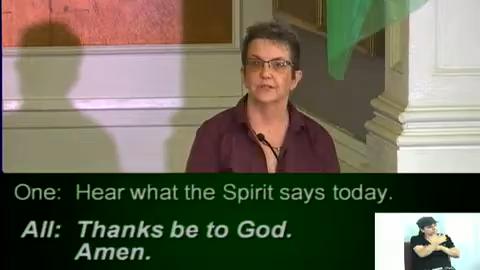 One: Hear what the Spirit says today.
All: Thanks be to God.
Amen.